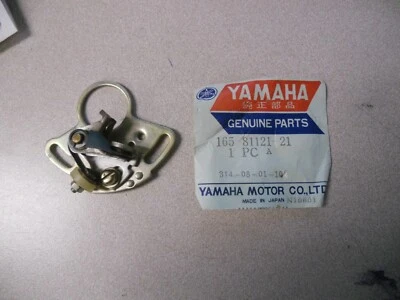 YAMAHA
純正部品
GENUINE PARTS
165 81121 21
1 PC A
YAMAHA MOTOR CO.,LTD
MADE IN JAPAN